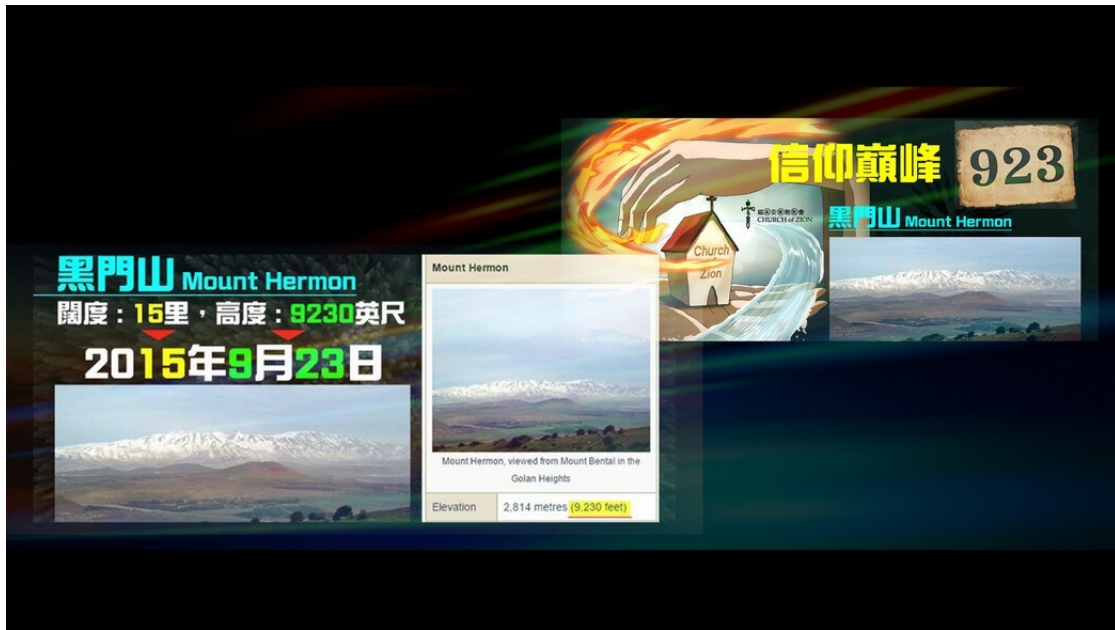 黑門山 Mount Hermon
闊度：15里，高度：9230英尺
2015年9月23日
Mount Hermon
Mount Hermon, viewed from Mount Bental in the
Golan Heights
Elevation 2,814 metres (9,230 feet)
信仰巔峰 923
CHURCH of ZION
黑門山 Mount Hermon
Church
Zion